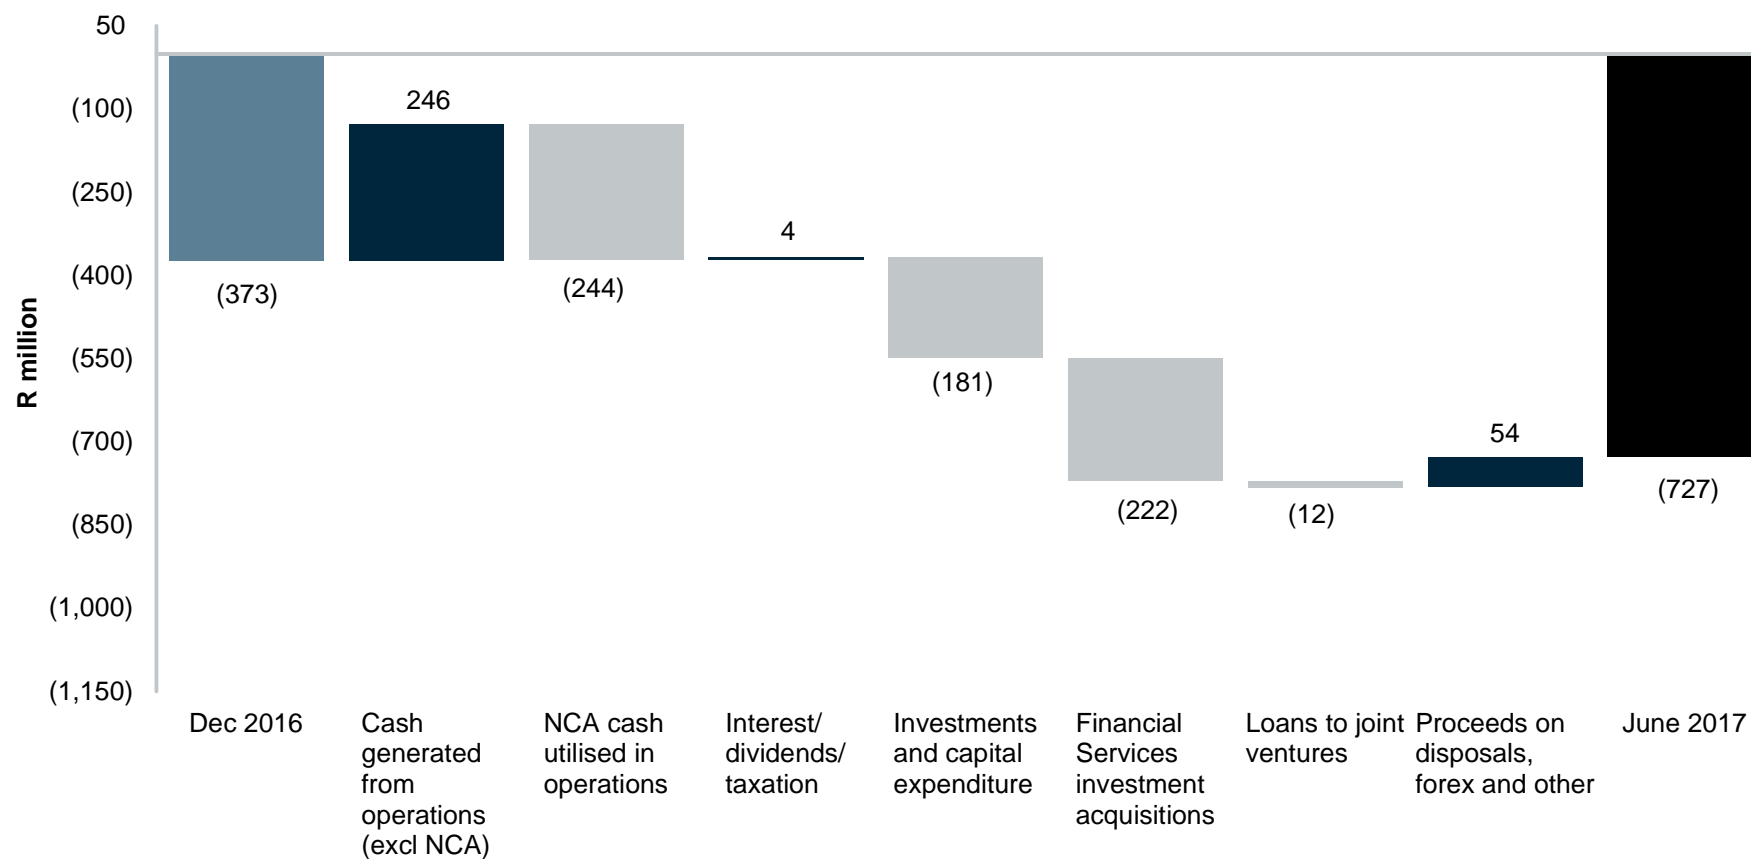 50
(100)
(250)
(400)
(550)
(700)
(850)
(1,000)
(1,150)
R million
(373)
246
(244)
4
(181)
(222)
(12)
54
(727)
Dec 2016
Cash
generated
from
operations
(excl NCA)
NCA cash
utilised in
operations
Interest/
dividends/
taxation
Investments
and capital
expenditure
Financial
Services
investment
acquisitions
Loans to joint
ventures
Proceeds on
disposals,
forex and other
June 2017